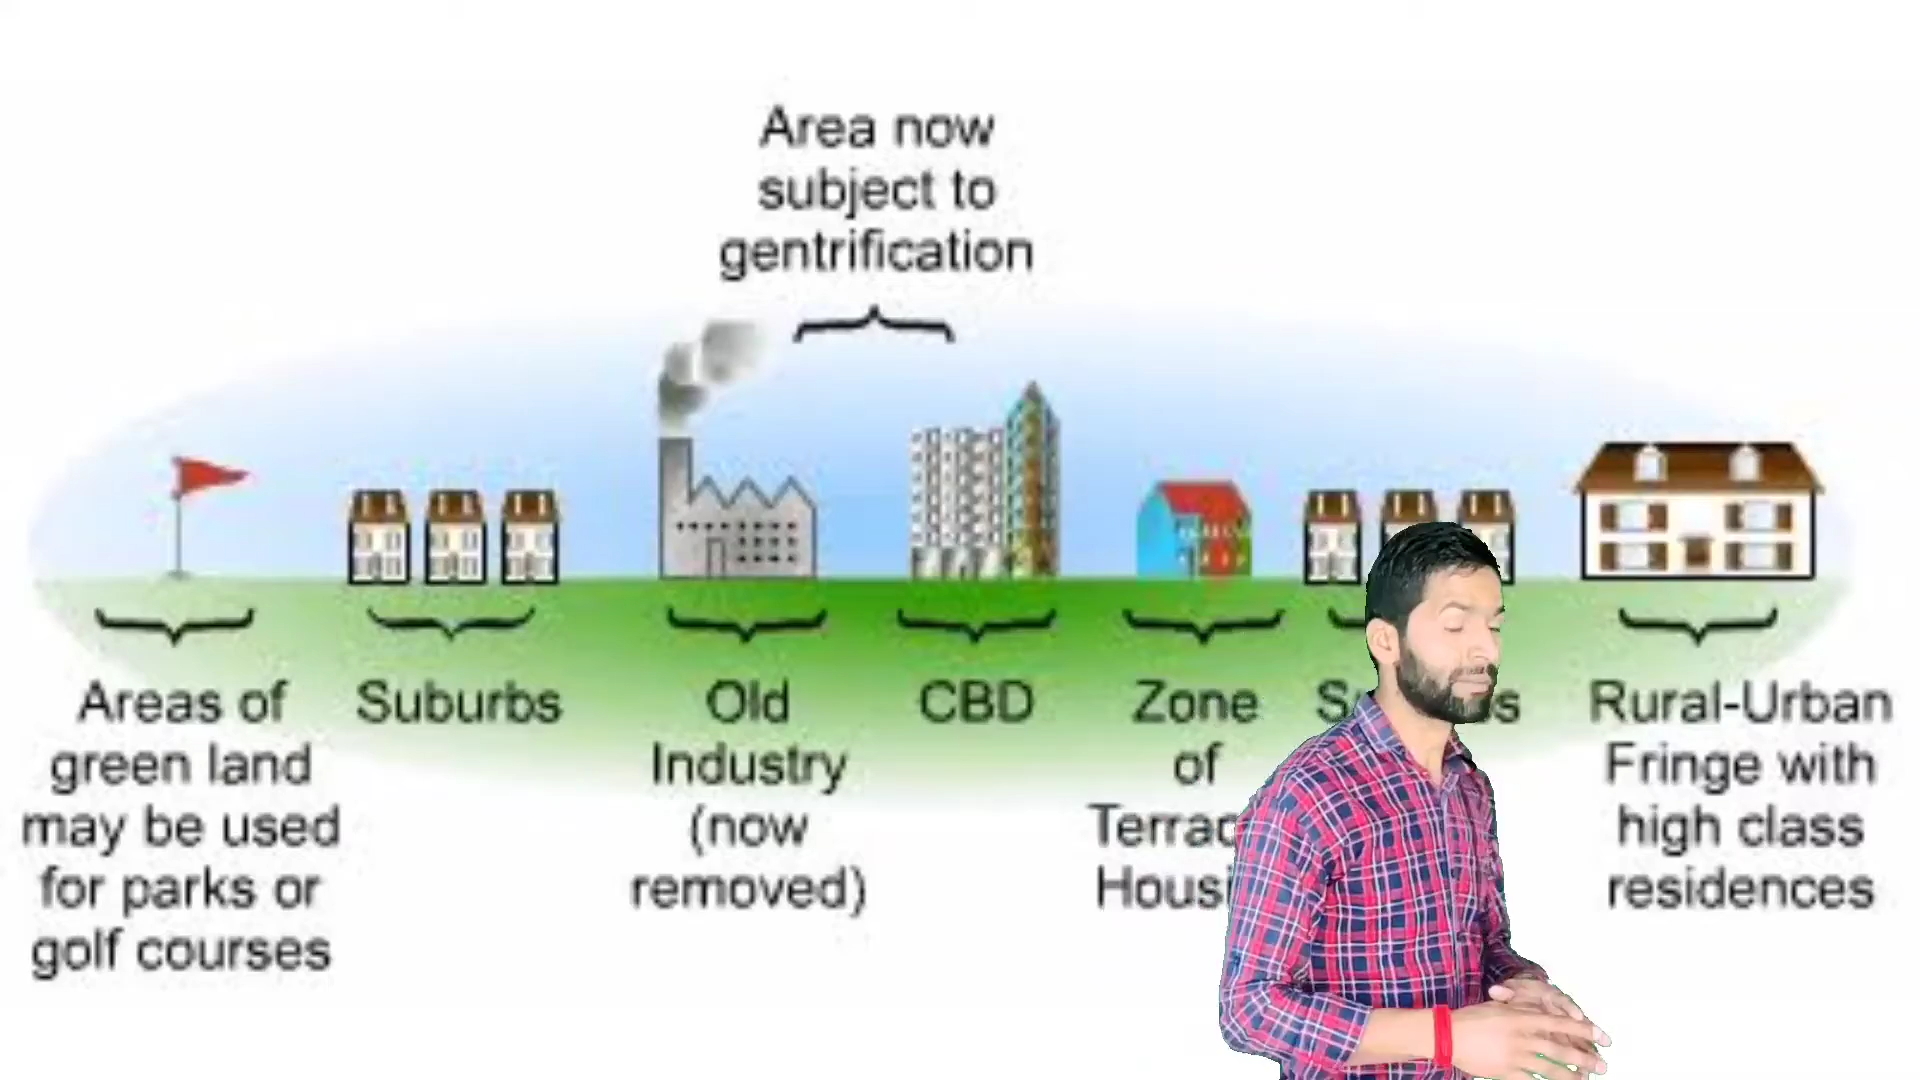 Area now
subject to
gentrification
Areas of
green land
may be used
for parks or
golf courses
Suburbs
Old
Industry
(now
removed)
CBD
Zone
of
Rural-Urban
Fringe with
high class
residences